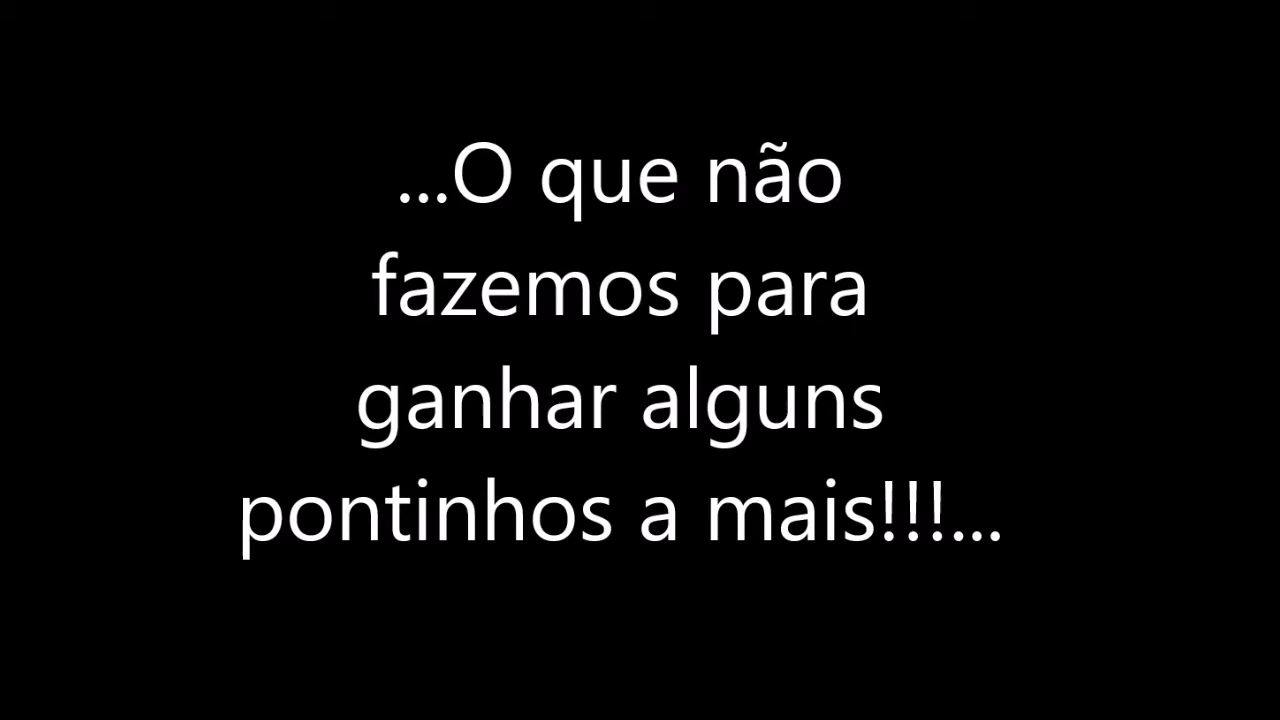 ...O que não
fazemos para
ganhar alguns
pontinhos a mais!!!...